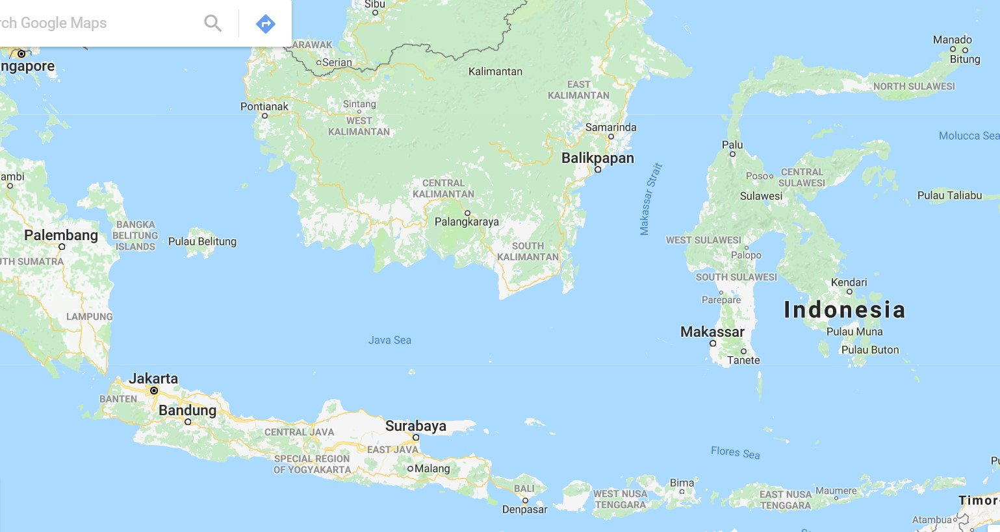 rch Google Maps
Sibu
ARAWAK
Serian
ngapore
Kalimantan
Manado
Bitung
EAST
KALIMANTAN
NORTH SULAWESI
Pontianak
Sintang
WEST
KALIMANTAN
Samarinda
Molucca Sea
Palu
Balikpapan
Makassar Strait
ambi
Poso
CENTRAL
SULAWESI
Sulawesi
Pulau Taliabu
CENTRAL
KALIMANTAN
Palangkaraya
BANGKA
BELITUNG
ISLANDS
Palembang
Pulau Belitung
UTH SUMATRA
SOUTH
KALIMANTAN
WEST SULAWESI
Palopo
SOUTH SULAWESI
Kendari
Parepare
Indonesia
LAMPUNG
Makassar
Pulau Muna
Java Sea
Pulau Buton
Tanete
Jakarta
BANTEN
Bandung
CENTRAL JAVA
Surabaya
EAST JAVA
SPECIAL REGION
OF YOGYAKARTA
Malang
Flores Sea
BALI
Denpasar
WEST NUSA
TENGGARA
Bima
EAST NUSA
TENGGARA
Maumere
Pu
Timor-
Atambua